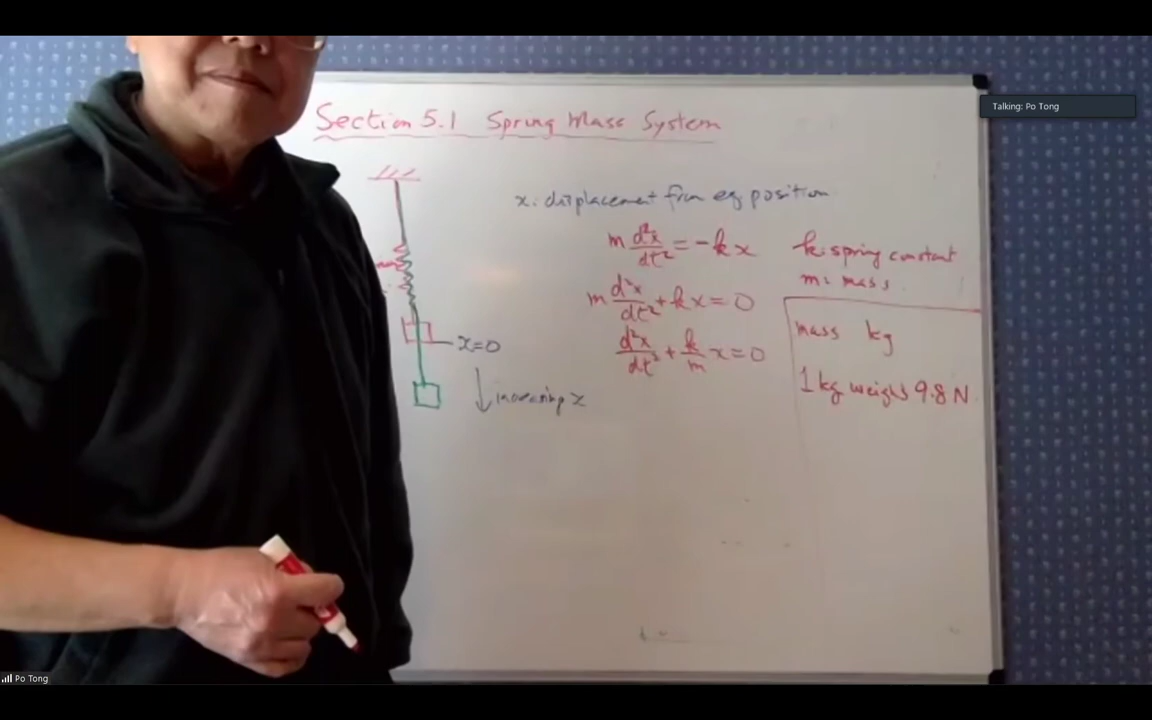 Talking: Po Tong
Section 5.1 Spring Mass System
x: displacement from eq position
m d²x/dt² = -kx
k: spring constant
m: mass
m d²x/dt² + kx = 0
d²x/dt² + k/m x = 0
mass kg
1 kg weighs 9.8 N
x=0
increasing x
Po Tong